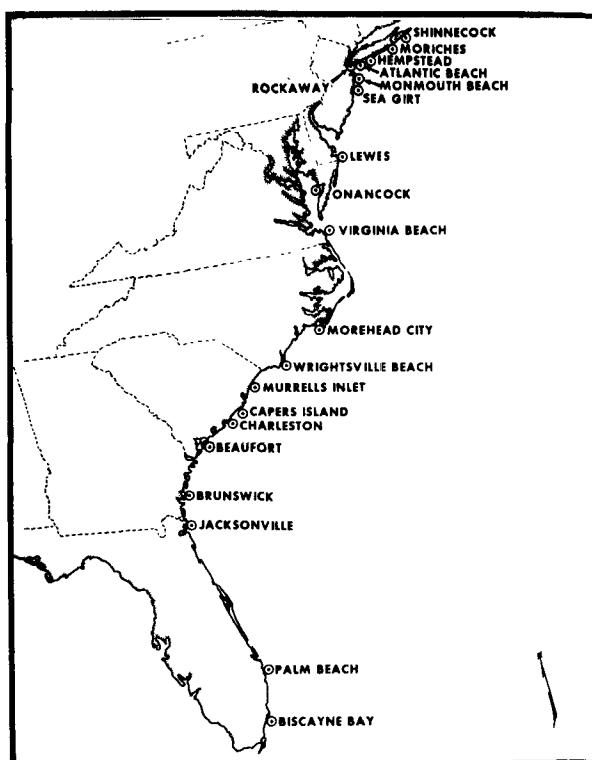 SHINNECOCK
MORICHES
HEMPSTEAD
ATLANTIC BEACH
ROCKAWAY
MONMOUTH BEACH
SEA GIRT
LEWES
ONANCOCK
VIRGINIA BEACH
MOREHEAD CITY
WRIGHTSVILLE BEACH
MURRELLS INLET
CAPERS ISLAND
CHARLESTON
BEAUFORT
BRUNSWICK
JACKSONVILLE
PALM BEACH
BISCAYNE BAY